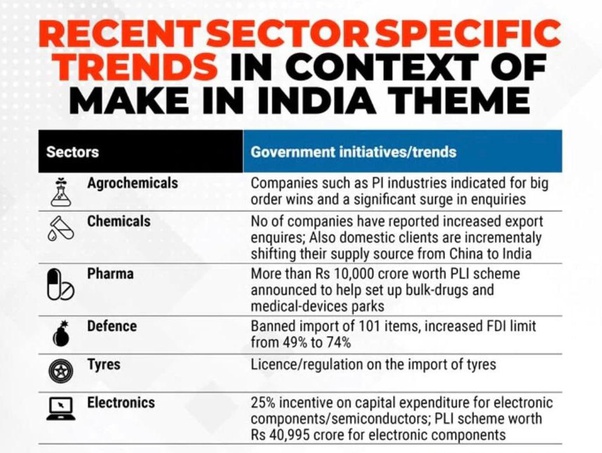 RECENT SECTOR SPECIFIC
TRENDS IN CONTEXT OF
MAKE IN INDIA THEME
Sectors
Government initiatives/trends
Agrochemicals
Companies such as PI industries indicated for big
order wins and a significant surge in enquiries
Chemicals
No of companies have reported increased export
enquires; Also domestic clients are incrementaly
shifting their supply source from China to India
Pharma
More than Rs 10,000 crore worth PLI scheme
announced to help set up bulk-drugs and
medical-devices parks
Defence
Banned import of 101 items, increased FDI limit
from 49% to 74%
Tyres
Licence/regulation on the import of tyres
Electronics
25% incentive on capital expenditure for electronic
components/semiconductors; PLI scheme worth
Rs 40,995 crore for electronic components